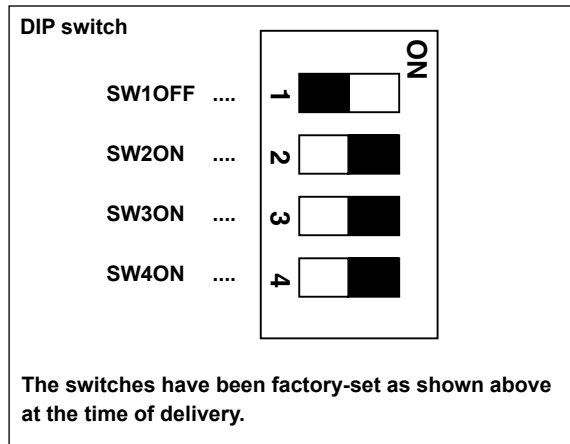 DIP switch
ON
SW1OFF .... 1
SW2ON .... 2
SW3ON .... 3
SW4ON .... 4
The switches have been factory-set as shown above
at the time of delivery.